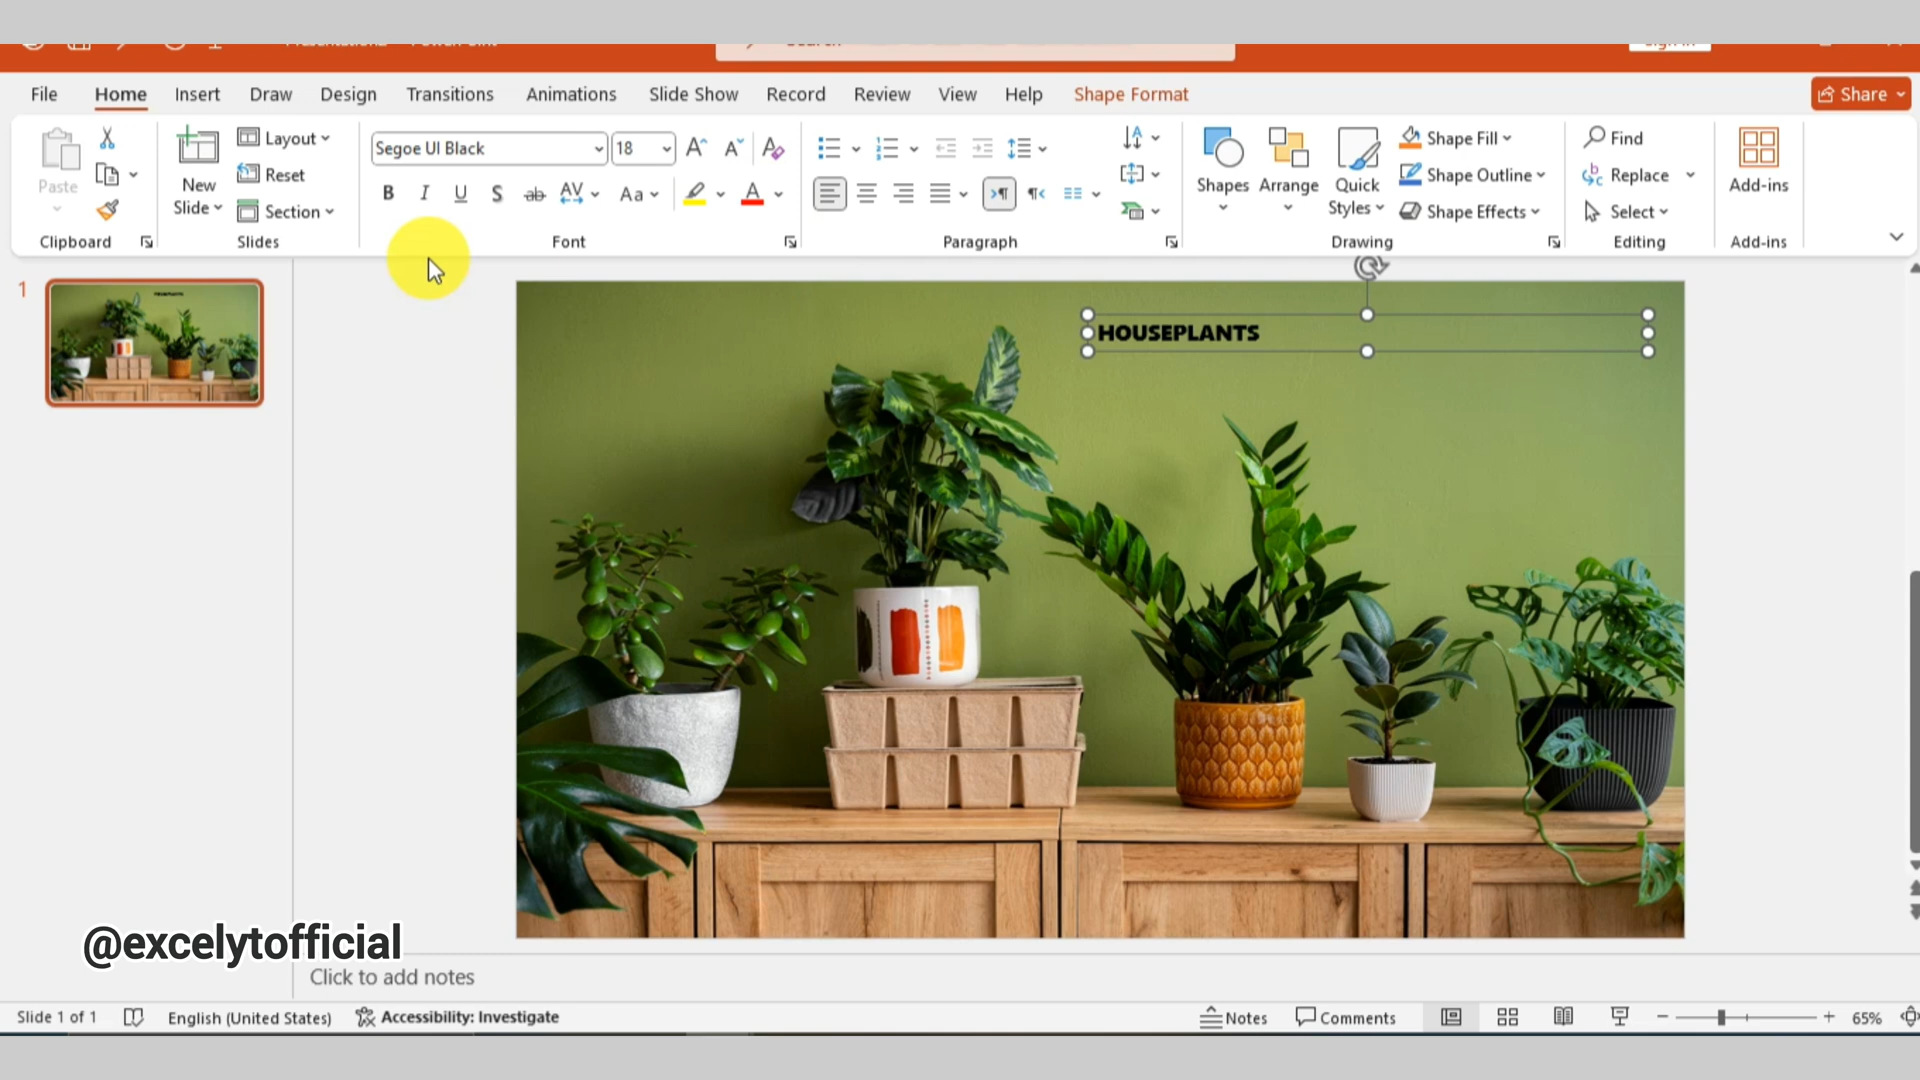 File Home Insert Draw Design Transitions Animations Slide Show Record Review View Help Shape Format Share
Paste
New Slide
Layout
Reset
Section
Segoe UI Black 18
B I U S ab AV Aa A
Shapes
Arrange
Quick Styles
Shape Fill
Shape Outline
Shape Effects
Find
Replace
Select
Add-ins
Clipboard Slides Font Paragraph Drawing Editing Add-ins
1
HOUSEPLANTS
@excelytofficial
Click to add notes
Slide 1 of 1 English (United States) Accessibility: Investigate Notes Comments 65%